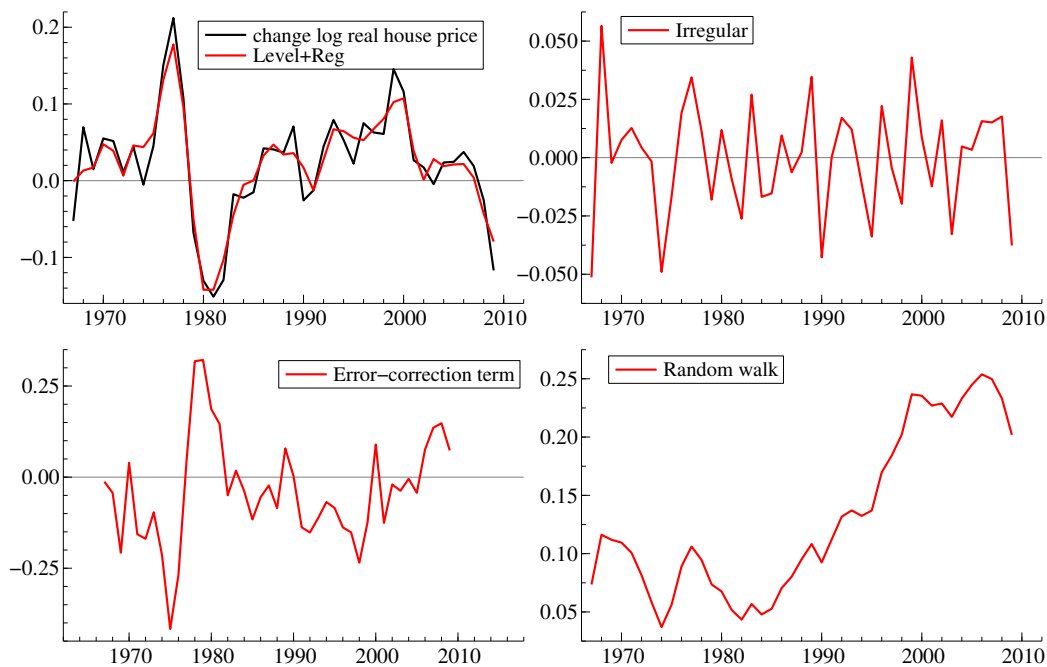 change log real house price
Level+Reg
0.2
0.1
0.0
−0.1
1970 1980 1990 2000 2010
Irregular
0.050
0.025
0.000
−0.025
−0.050
1970 1980 1990 2000 2010
Error−correction term
0.25
0.00
−0.25
1970 1980 1990 2000 2010
Random walk
0.25
0.20
0.15
0.10
0.05
1970 1980 1990 2000 2010